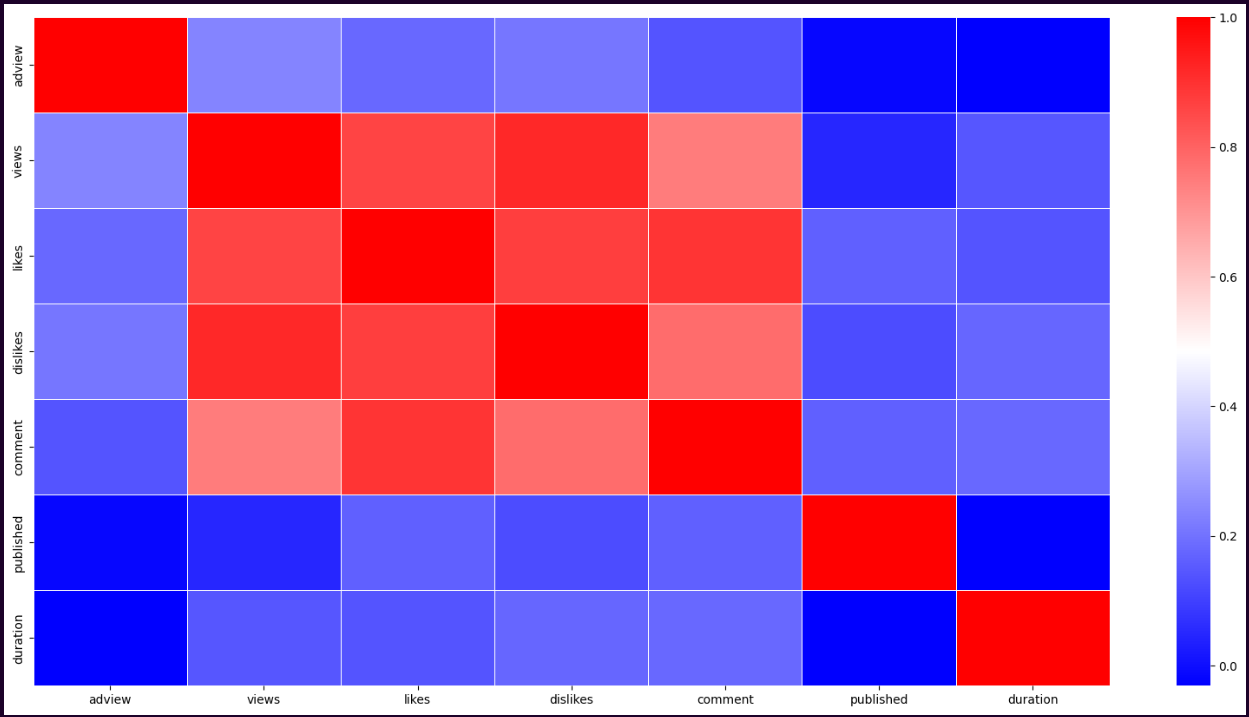 adview
views
likes
dislikes
comment
published
duration
adview views likes dislikes comment published duration
1.0
0.8
0.6
0.4
0.2
0.0